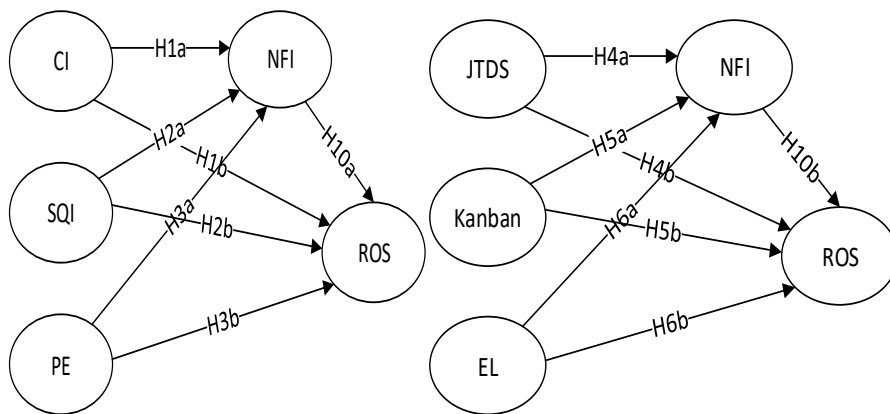 CI
H1a
NFI
H2a
H1b
H10a
SQI
H3a
H2b
ROS
H3b
PE
JTDS
H4a
NFI
H5a
H4b
H10b
Kanban
H6a
H5b
ROS
H6b
EL